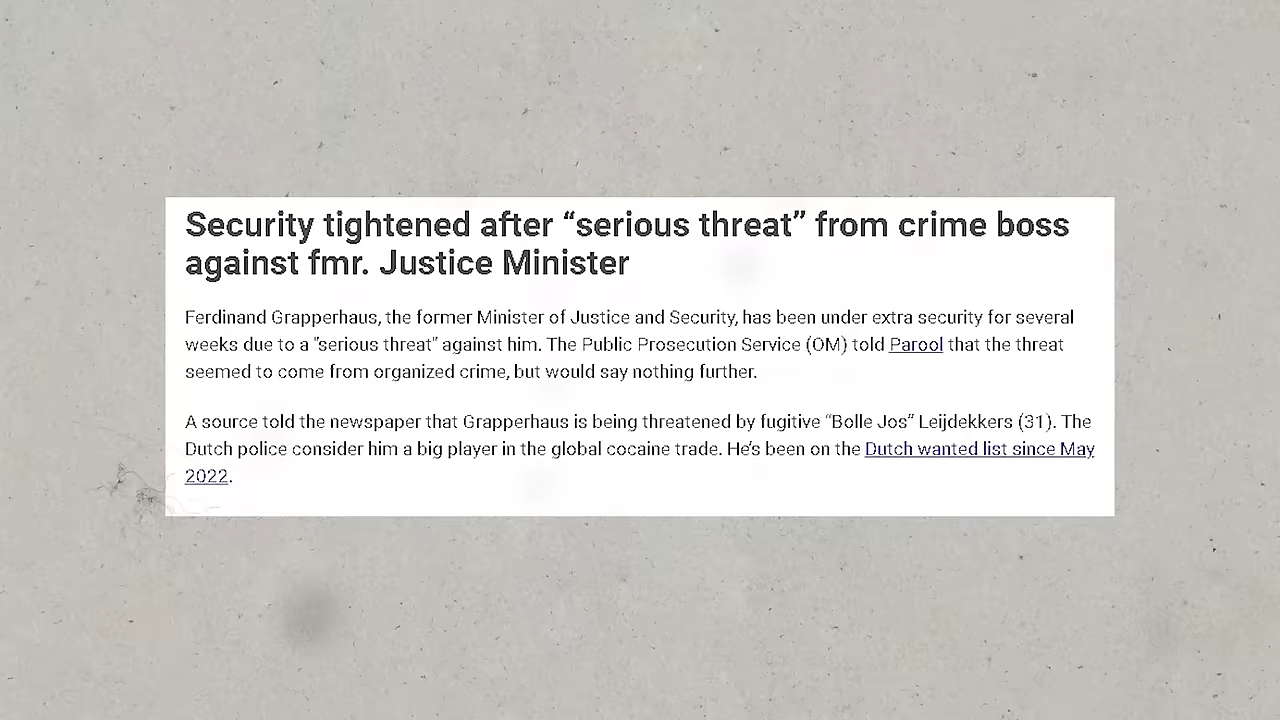 Security tightened after “serious threat” from crime boss
against fmr. Justice Minister
Ferdinand Grapperhaus, the former Minister of Justice and Security, has been under extra security for several
weeks due to a "serious threat" against him. The Public Prosecution Service (OM) told Parool that the threat
seemed to come from organized crime, but would say nothing further.
A source told the newspaper that Grapperhaus is being threatened by fugitive “Bolle Jos” Leijdekkers (31). The
Dutch police consider him a big player in the global cocaine trade. He’s been on the Dutch wanted list since May
2022.